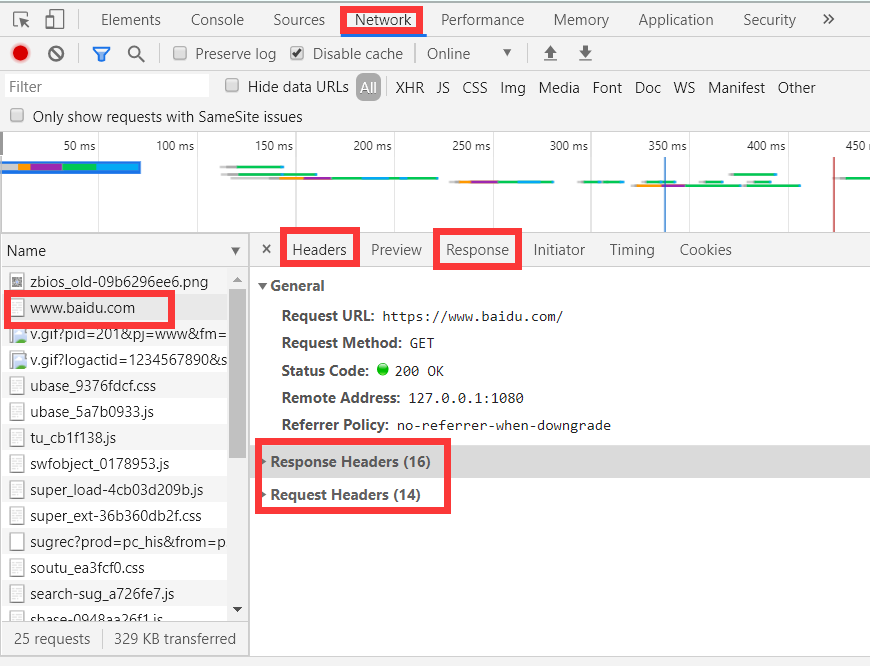 Elements Console Sources Network Performance Memory Application Security »
Preserve log Disable cache Online ▼
Filter Hide data URLs All XHR JS CSS Img Media Font Doc WS Manifest Other
Only show requests with SameSite issues
50 ms 100 ms 150 ms 200 ms 250 ms 300 ms 350 ms 400 ms 450
Name ▼ × Headers Preview Response Initiator Timing Cookies
zbios_old-09b6296ee6.png
www.baidu.com
v.gif?pid=201&pj=www&fm=
v.gif?logactid=1234567890&s
ubase_9376fdcf.css
ubase_5a7b0933.js
tu_cb1f138.js
swfobject_0178953.js
super_load-4cb03d209b.js
super_ext-36b360db2f.css
sugrec?prod=pc_his&from=p
soutu_ea3fcf0.css
search-sug_a726fe7.js
sbase-0948aa26f1.js
25 requests 329 KB transferred
▼ General
Request URL: https://www.baidu.com/
Request Method: GET
Status Code: 200 OK
Remote Address: 127.0.0.1:1080
Referrer Policy: no-referrer-when-downgrade
Response Headers (16)
Request Headers (14)